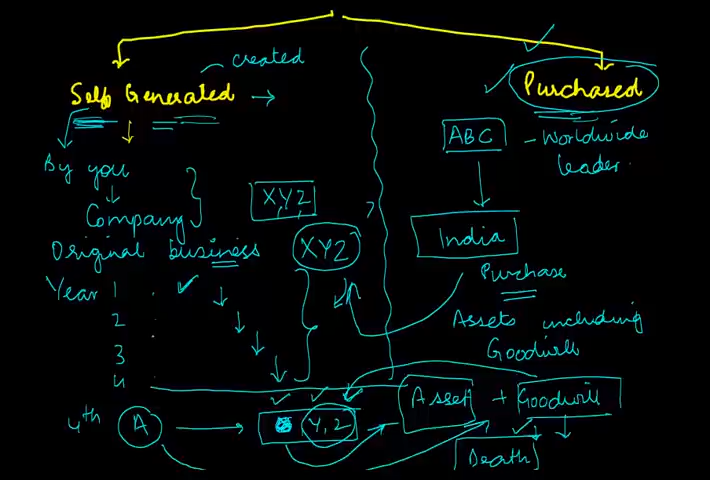 created
Self Generated
Purchased
ABC - Worldwide leader.
By you
Company
XYZ
India
Original business XYZ
Purchase
Year 1
2
3
4
Assets including Goodwill
4th A
Y, Z
Asset + Goodwill
Death